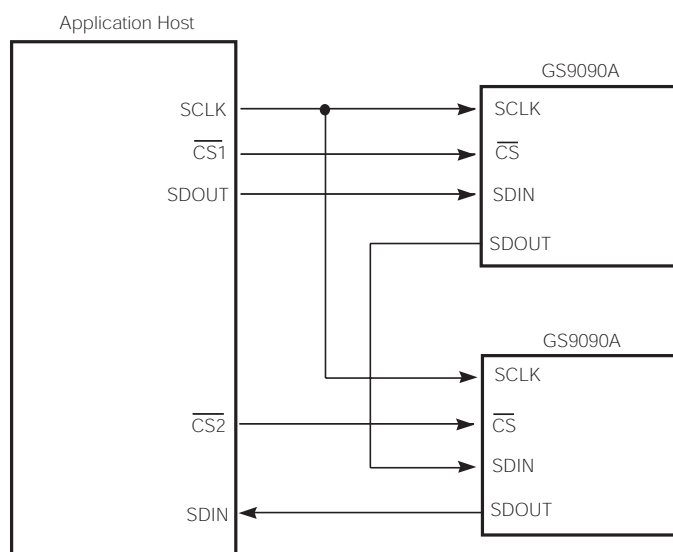 Application Host
SCLK
CS1
SDOUT
CS2
SDIN
GS9090A
SCLK
CS
SDIN
SDOUT
GS9090A
SCLK
CS
SDIN
SDOUT